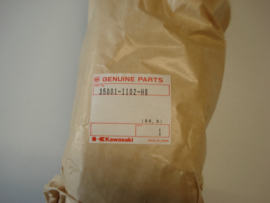 GENUINE PARTS
35001-1102-H8
1
Kawasaki